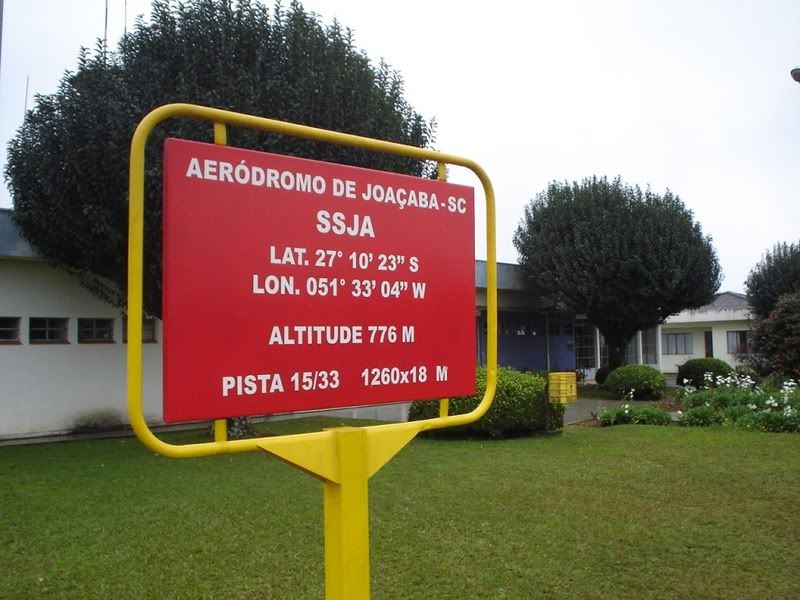 AERÓDROMO DE JOAÇABA-SC
SSJA
LAT. 27° 10' 23” S
LON. 051° 33' 04” W
ALTITUDE 776 M
PISTA 15/33 1260x18 M